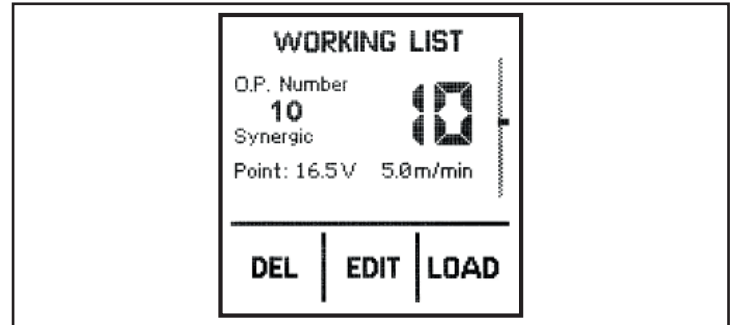 WORKING LIST
O.P. Number
10
10
Synergic
Point: 16.5V 5.0m/min
DEL EDIT LOAD